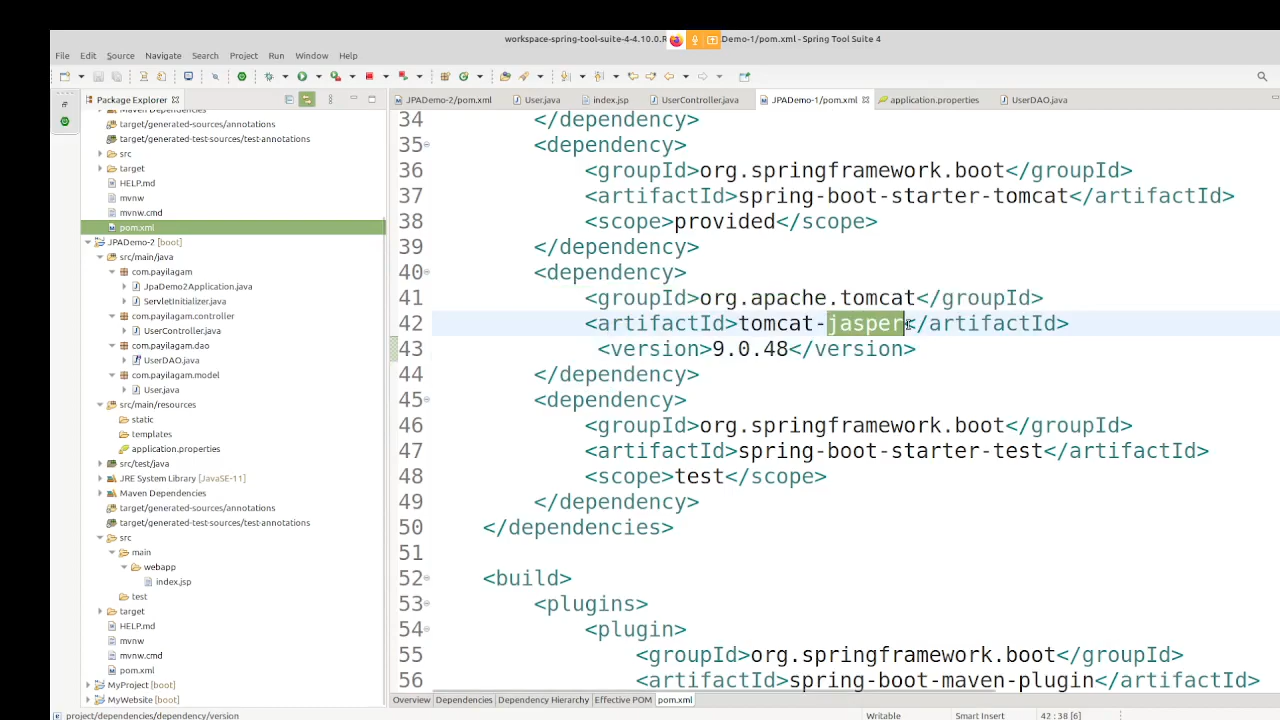 workspace-spring-tool-suite-4-4.10.0.R Demo-1/pom.xml - Spring Tool Suite 4
File Edit Source Navigate Search Project Run Window Help
Package Explorer
JPADemo-2/pom.xml User.java index.jsp UserController.java JPADemo-1/pom.xml application.properties UserDAO.java
Maven Dependencies
target/generated-sources/annotations
target/generated-test-sources/test-annotations
src
target
HELP.md
mvnw
mvnw.cmd
pom.xml
JPADemo-2 [boot]
src/main/java
com.payilagam
JpaDemo2Application.java
ServletInitializer.java
com.payilagam.controller
UserController.java
com.payilagam.dao
UserDAO.java
com.payilagam.model
User.java
src/main/resources
static
templates
application.properties
src/test/java
JRE System Library [JavaSE-11]
Maven Dependencies
target/generated-sources/annotations
target/generated-test-sources/test-annotations
src
main
webapp
index.jsp
test
target
HELP.md
mvnw
mvnw.cmd
pom.xml
MyProject [boot]
MyWebsite [boot]
34 </dependency>
35 <dependency>
36 <groupId>org.springframework.boot</groupId>
37 <artifactId>spring-boot-starter-tomcat</artifactId>
38 <scope>provided</scope>
39 </dependency>
40 <dependency>
41 <groupId>org.apache.tomcat</groupId>
42 <artifactId>tomcat-jasper</artifactId>
43 <version>9.0.48</version>
44 </dependency>
45 <dependency>
46 <groupId>org.springframework.boot</groupId>
47 <artifactId>spring-boot-starter-test</artifactId>
48 <scope>test</scope>
49 </dependency>
50 </dependencies>
51
52 <build>
53 <plugins>
54 <plugin>
55 <groupId>org.springframework.boot</groupId>
56 <artifactId>spring-boot-maven-plugin</artifactId>
Overview Dependencies Dependency Hierarchy Effective POM pom.xml
project/dependencies/dependency/version Writable Smart Insert 42 : 38 [6]